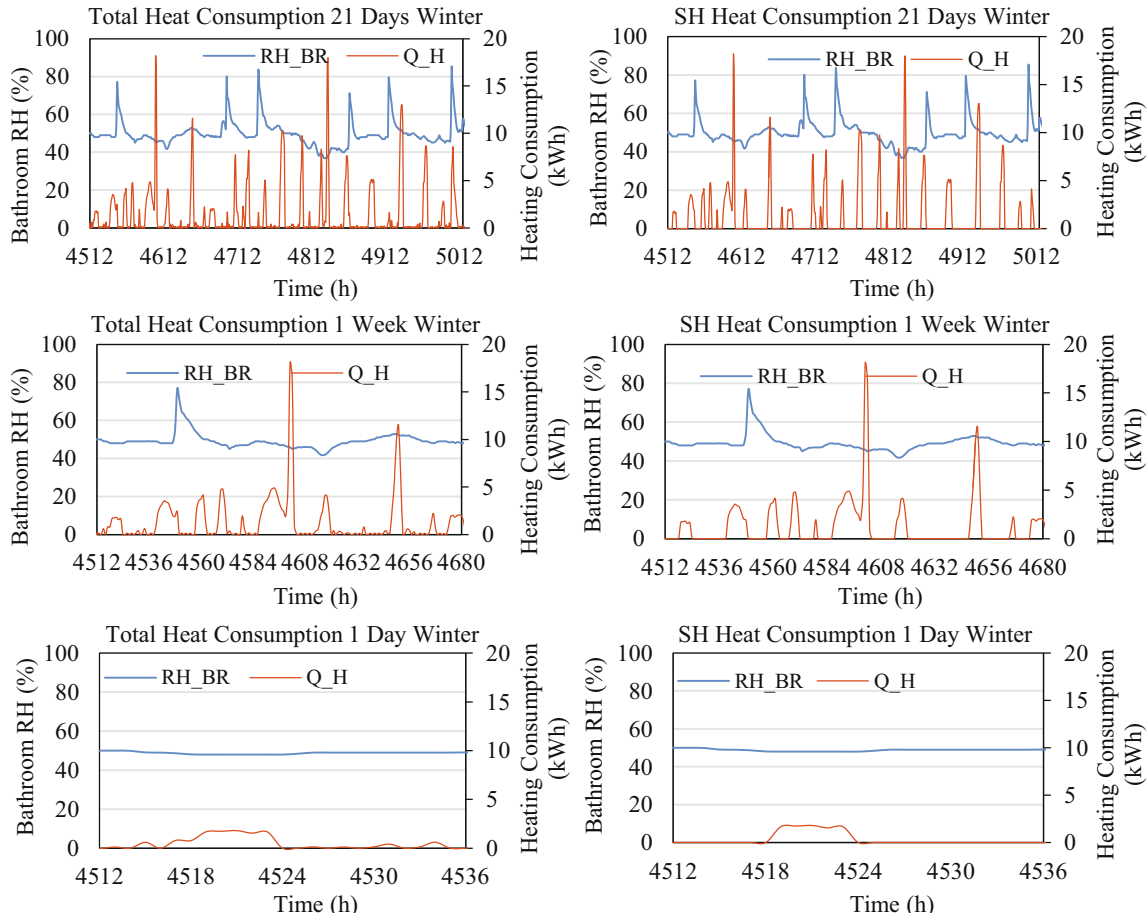 Total Heat Consumption 21 Days Winter
Bathroom RH (%)
100
80
60
40
20
0
RH_BR
Q_H
20
15
10
5
0
Heating Consumption
(kWh)
4512 4612 4712 4812 4912 5012
Time (h)
SH Heat Consumption 21 Days Winter
Bathroom RH (%)
100
80
60
40
20
0
RH_BR
Q_H
20
15
10
5
0
Heating Consumption
(kWh)
4512 4612 4712 4812 4912 5012
Time (h)
Total Heat Consumption 1 Week Winter
Bathroom RH (%)
100
80
60
40
20
0
RH_BR
Q_H
20
15
10
5
0
Heating Consumption
(kWh)
4512 4536 4560 4584 4608 4632 4656 4680
Time (h)
SH Heat Consumption 1 Week Winter
Bathroom RH (%)
100
80
60
40
20
0
RH_BR
Q_H
20
15
10
5
0
Heating Consumption
(kWh)
4512 4536 4560 4584 4608 4632 4656 4680
Time (h)
Total Heat Consumption 1 Day Winter
Bathroom RH (%)
100
80
60
40
20
0
RH_BR
Q_H
20
15
10
5
0
Heating Consumption
(kWh)
4512 4518 4524 4530 4536
Time (h)
SH Heat Consumption 1 Day Winter
Bathroom RH (%)
100
80
60
40
20
0
RH_BR
Q_H
20
15
10
5
0
Heating Consumption
(kWh)
4512 4518 4524 4530 4536
Time (h)